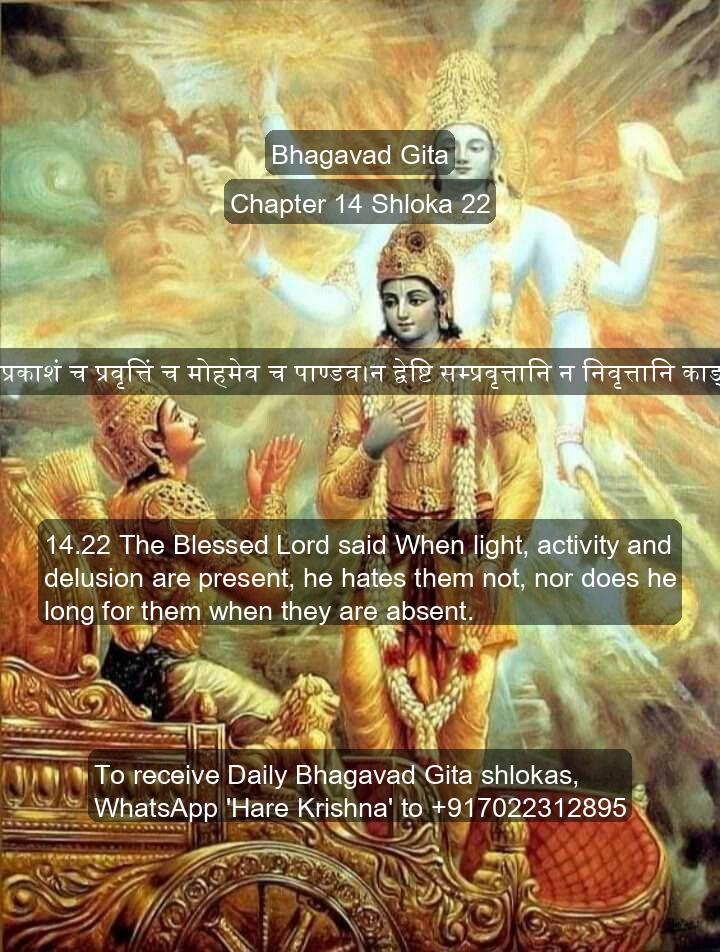 Bhagavad Gita
Chapter 14 Shloka 22
प्रकाशं च प्रवृत्तिं च मोहमेव च पाण्डव।न द्वेष्टि सम्प्रवृत्तानि न निवृत्तानि
14.22 The Blessed Lord said When light, activity and
delusion are present, he hates them not, nor does he
long for them when they are absent.
To receive Daily Bhagavad Gita shlokas,
WhatsApp 'Hare Krishna' to +917022312895